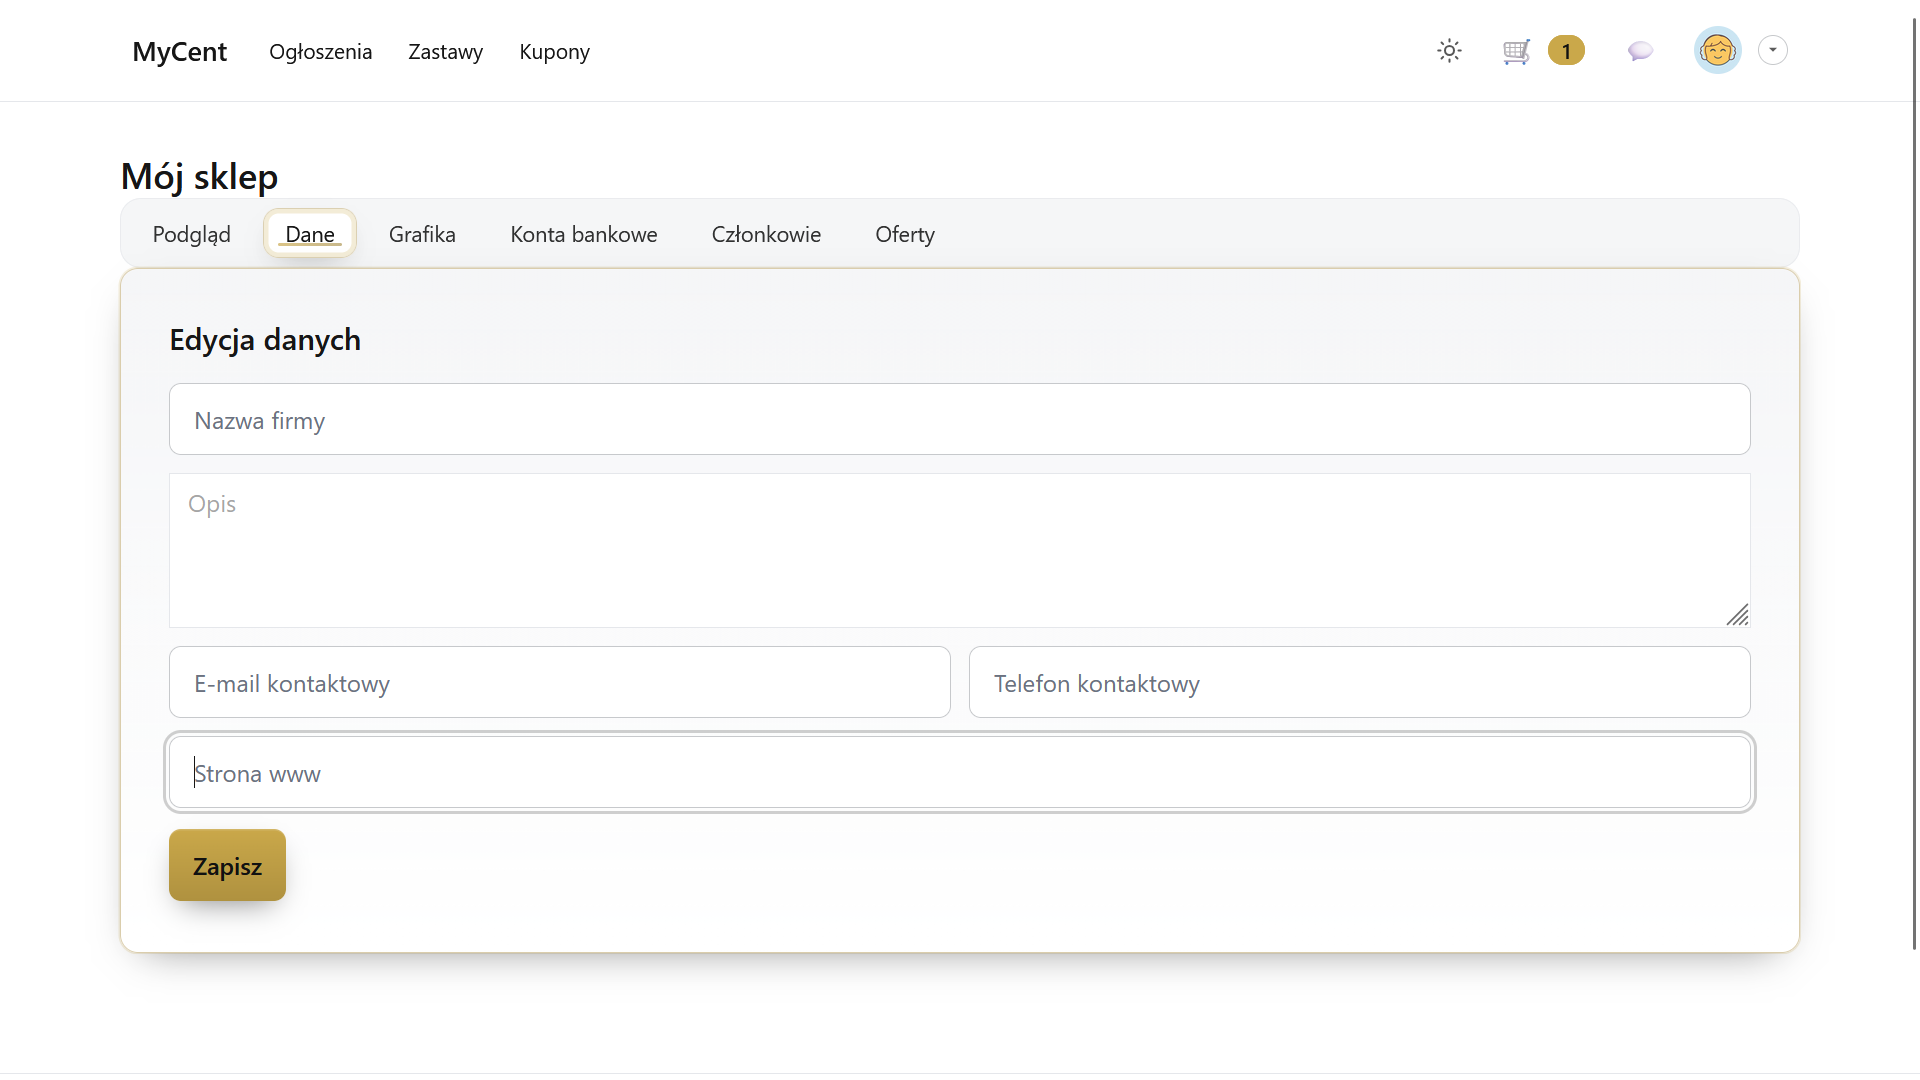 MyCent Ogłoszenia Zastawy Kupony 1
Mój sklep
Podgląd Dane Grafika Konta bankowe Członkowie Oferty
Edycja danych
Nazwa firmy
Opis
E-mail kontaktowy Telefon kontaktowy
Strona www
Zapisz